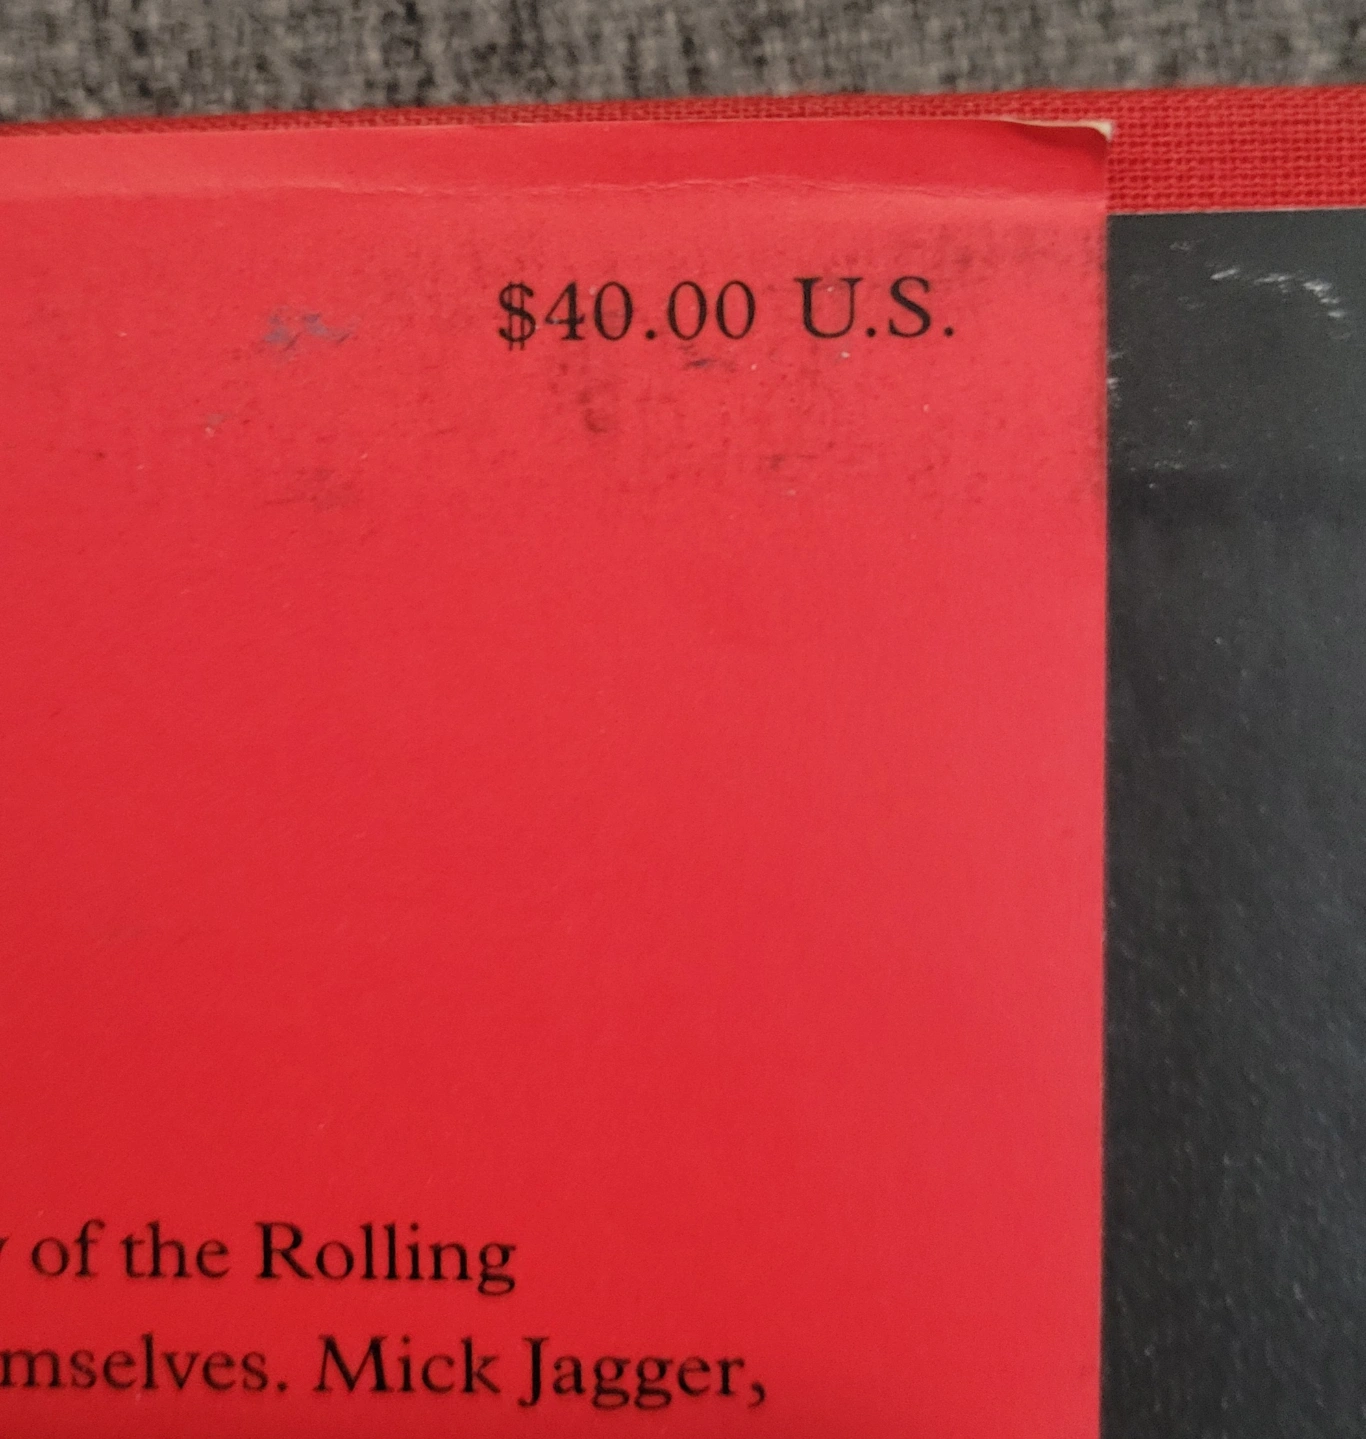 $40.00 U.S.
of the Rolling
mselves. Mick Jagger,